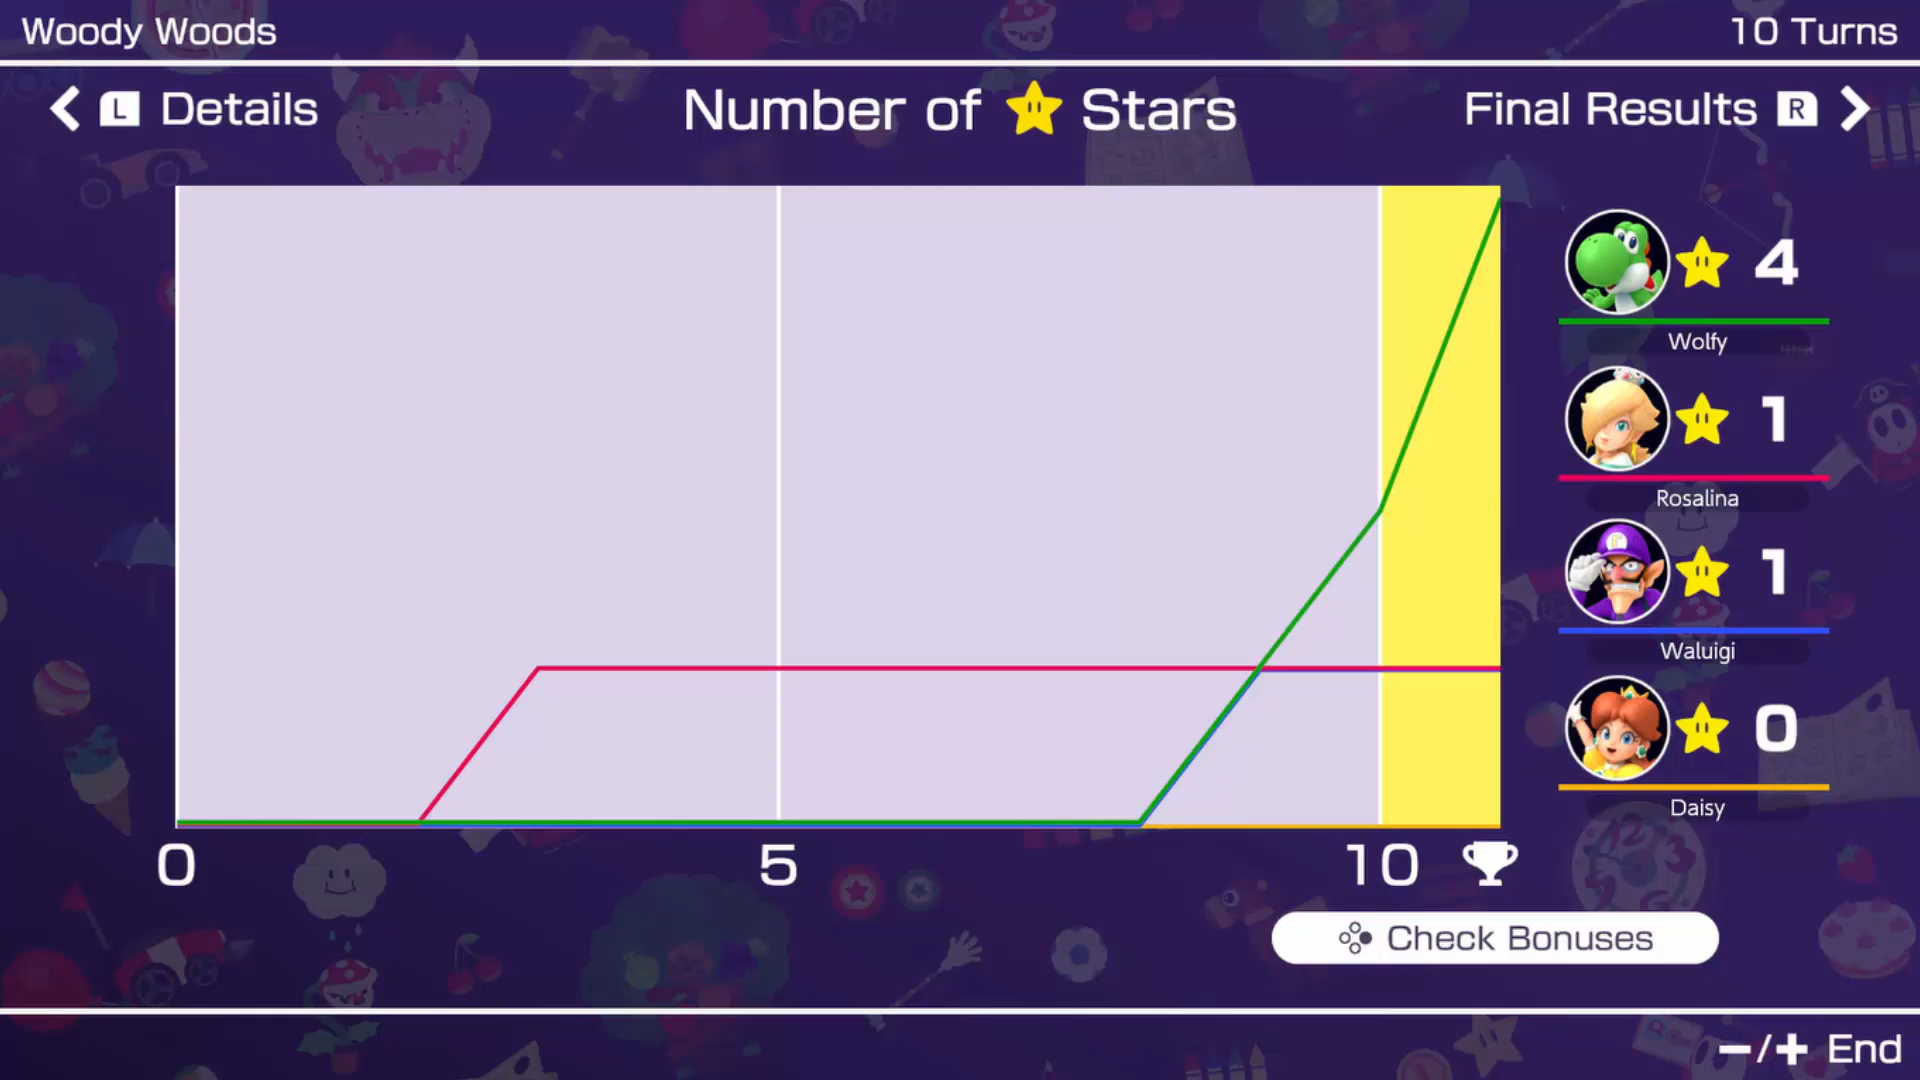 Woody Woods
10 Turns
L Details
Number of Stars
Final Results R
4
Wolfy
1
Rosalina
1
Waluigi
0
Daisy
0 5 10
Check Bonuses
−/+ End